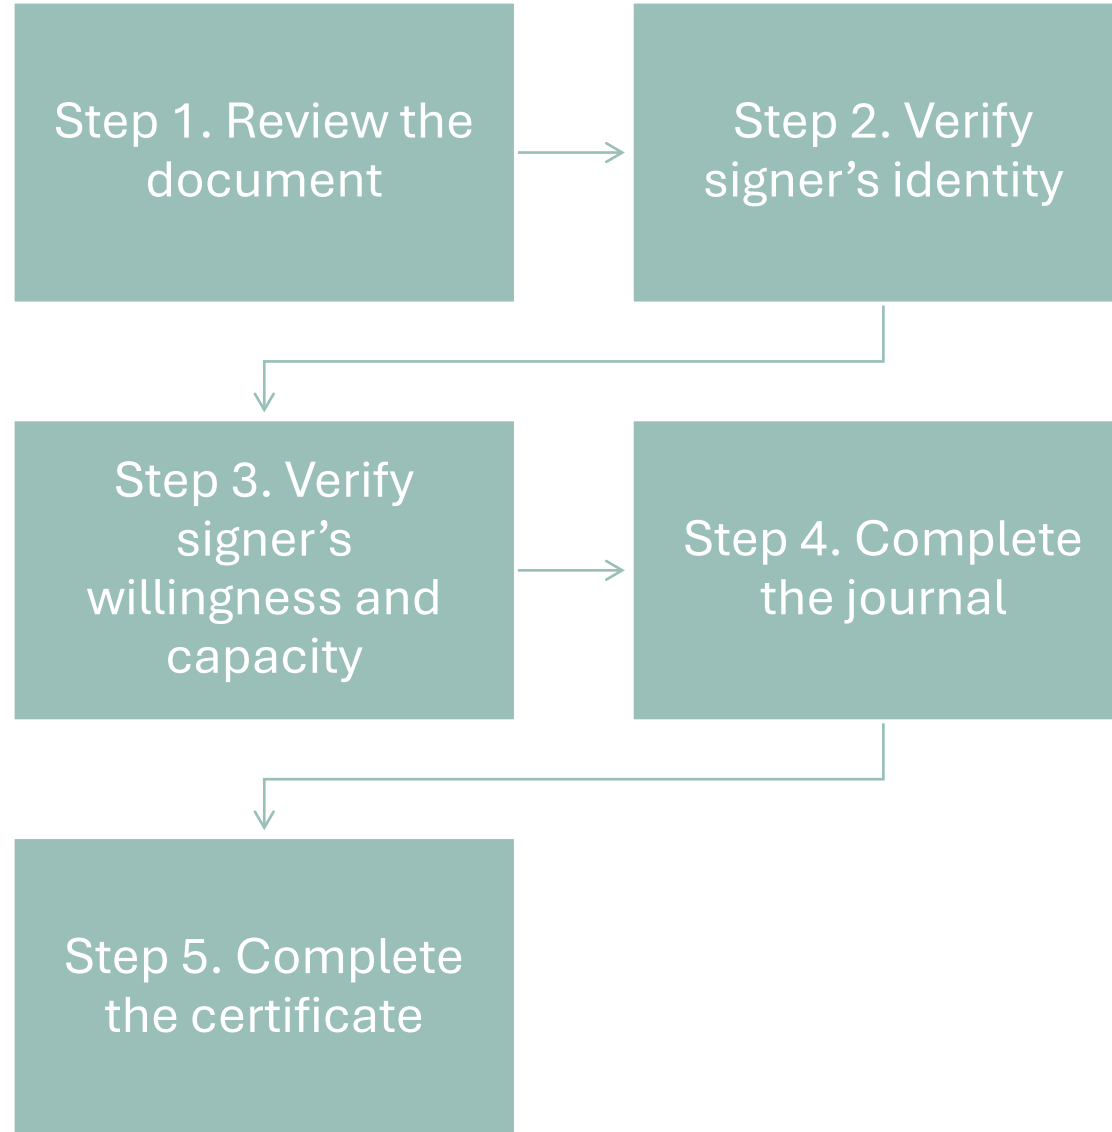 Step 1. Review the
document
Step 2. Verify
signer’s identity
Step 3. Verify
signer’s
willingness and
capacity
Step 4. Complete
the journal
Step 5. Complete
the certificate